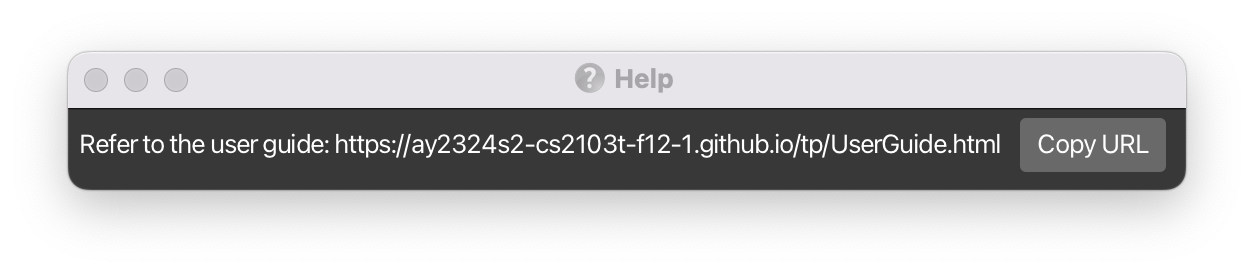 Help
Refer to the user guide: https://ay2324s2-cs2103t-f12-1.github.io/tp/UserGuide.html Copy URL